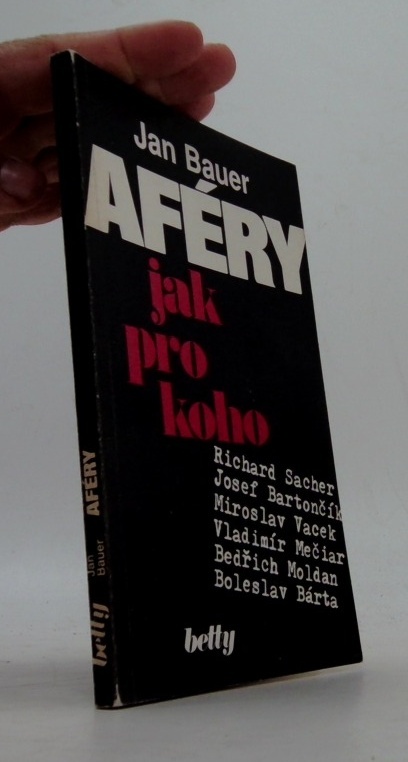 Jan Bauer
AFÉRY
jak
pro
koho
Richard Sacher
Josef Bartončík
Miroslav Vacek
Vladimír Mečiar
Bedřich Moldan
Boleslav Bárta
betty
betty
Jan
Bauer
AFÉRY